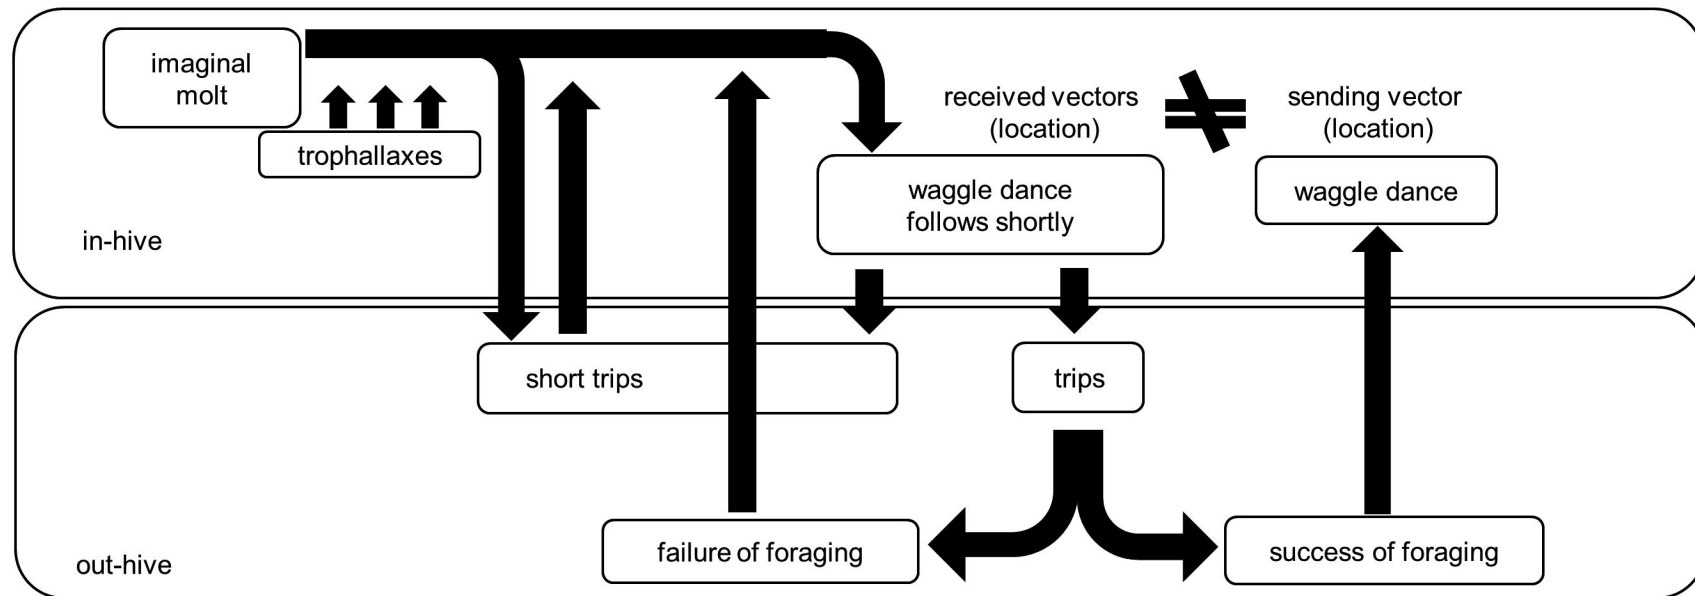 imaginal
molt
trophallaxes
received vectors
(location)
sending vector
(location)
waggle dance
follows shortly
waggle dance
in-hive
short trips
trips
failure of foraging
success of foraging
out-hive